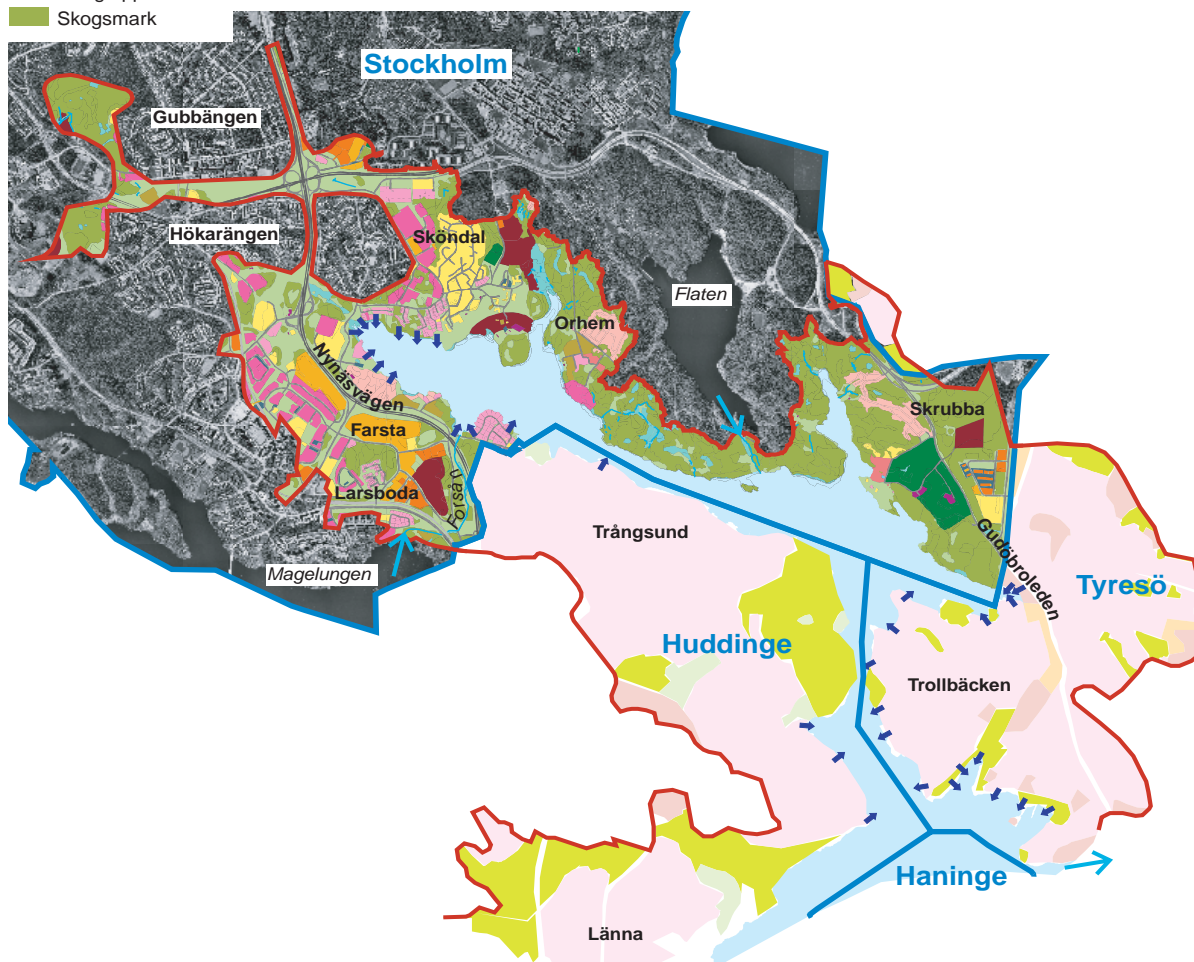 Skogsmark
Stockholm
Gubbängen
Hökarängen
Sköndal
Flaten
Orhem
Nynäsvägen
Skrubba
Farsta
Larsboda
Forsån
Trångsund
Gudöbroleden
Magelungen
Tyresö
Huddinge
Trollbäcken
Haninge
Länna